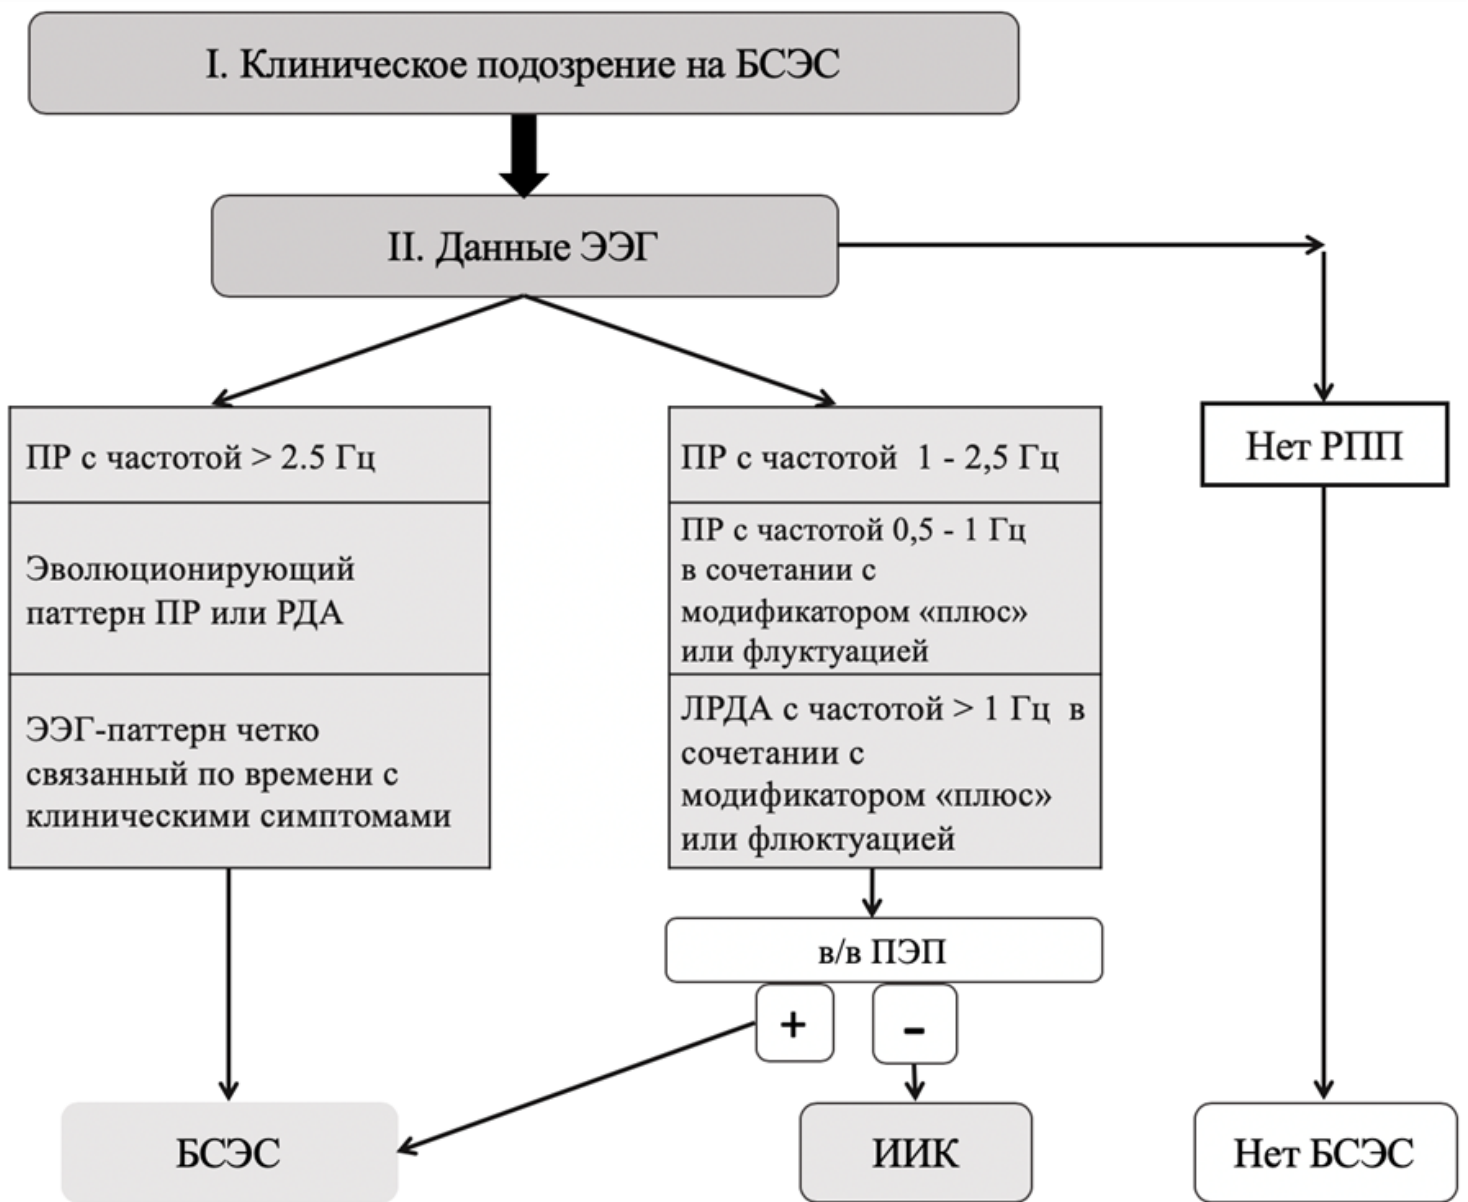 I. Клиническое подозрение на БСЭС
II. Данные ЭЭГ
ПР с частотой > 2.5 Гц
Эволюционирующий
паттерн ПР или РДА
ЭЭГ-паттерн четко
связанный по времени с
клиническими симптомами
ПР с частотой 1 - 2,5 Гц
ПР с частотой 0,5 - 1 Гц
в сочетании с
модификатором «плюс»
или флуктуацией
ЛРДА с частотой > 1 Гц в
сочетании с
модификатором «плюс»
или флюктуацией
Нет РПП
в/в ПЭП
+
-
БСЭС
ИИК
Нет БСЭС